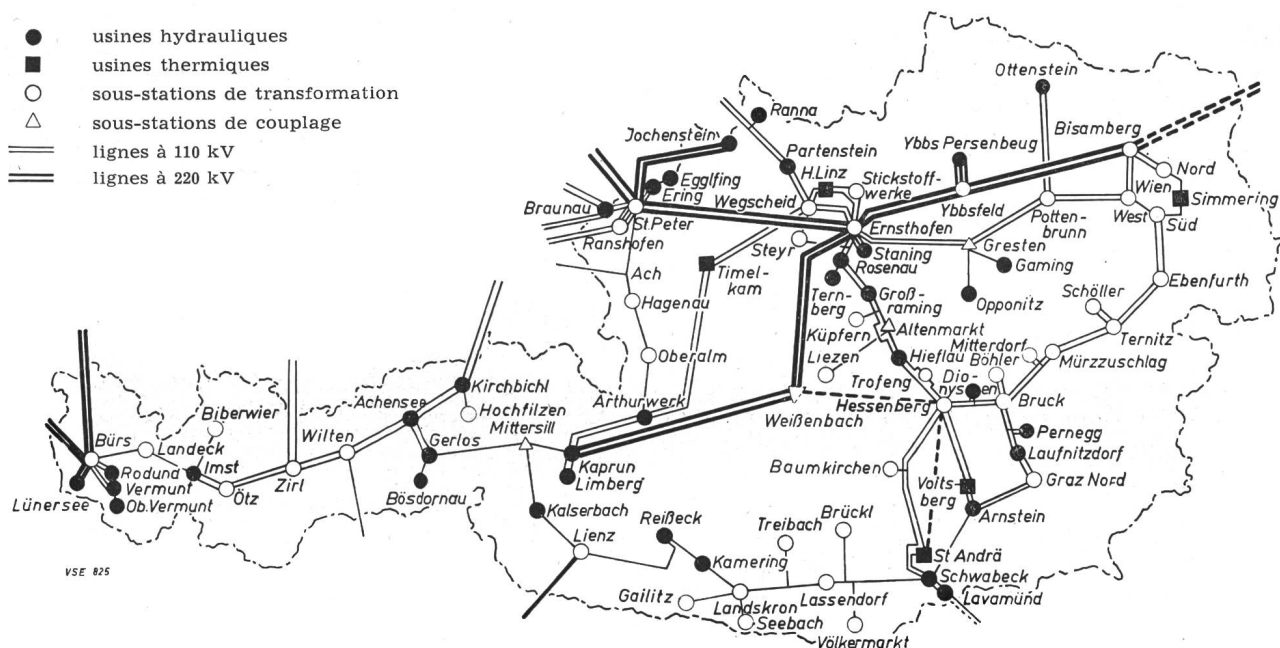 usines hydrauliques
usines thermiques
sous-stations de transformation
sous-stations de couplage
lignes à 110 kV
lignes à 220 kV
Ottenstein
Ranna
Jochenstein
Partenstein
Ybbs Persenbeug
Bisamberg
H.Linz
Stickstoff-
werke
Nord
Egglfing
Ering
Wegscheid
Braunau
St.Peter
Ranshofen
Ernsthofen
Ybbsfeld
Wien
West
Süd
Simmering
Potten-
brunn
Steyr
Staning
Gresten
Rosenau
Gaming
Ach
Timel-
kam
Tern-
berg
Groß-
raming
Opponitz
Ebenfurth
Hagenau
Schöller
Küpfern
Altenmarkt
Ternitz
Liezen
Mitterdorf
Böhler
Mürzzuschlag
Oberalm
Hieflau
Trofeng
Dio-
nysen
Kirchbichl
Biberwier
Achensee
Hochfilzen
Arthurwerk
Weißenbach
Hessenberg
Bruck
Mittersill
Wilten
Gerlos
Bürs
Landeck
Pernegg
Laufnitzdorf
Imst
Roduna
Vermunt
Kaprun
Limberg
Baumkirchen
Volts-
berg
Graz Nord
Lünersee
Ob.Vermunt
Ötz
Zirl
Bösdornau
Kalserbach
Reißeck
Treibach
Brückl
Arnstein
Lienz
St Andrä
Kamering
Schwabeck
Gailitz
Landskron
Lassendorf
Lavamünd
Seebach
Völkermarkt
VSE 825